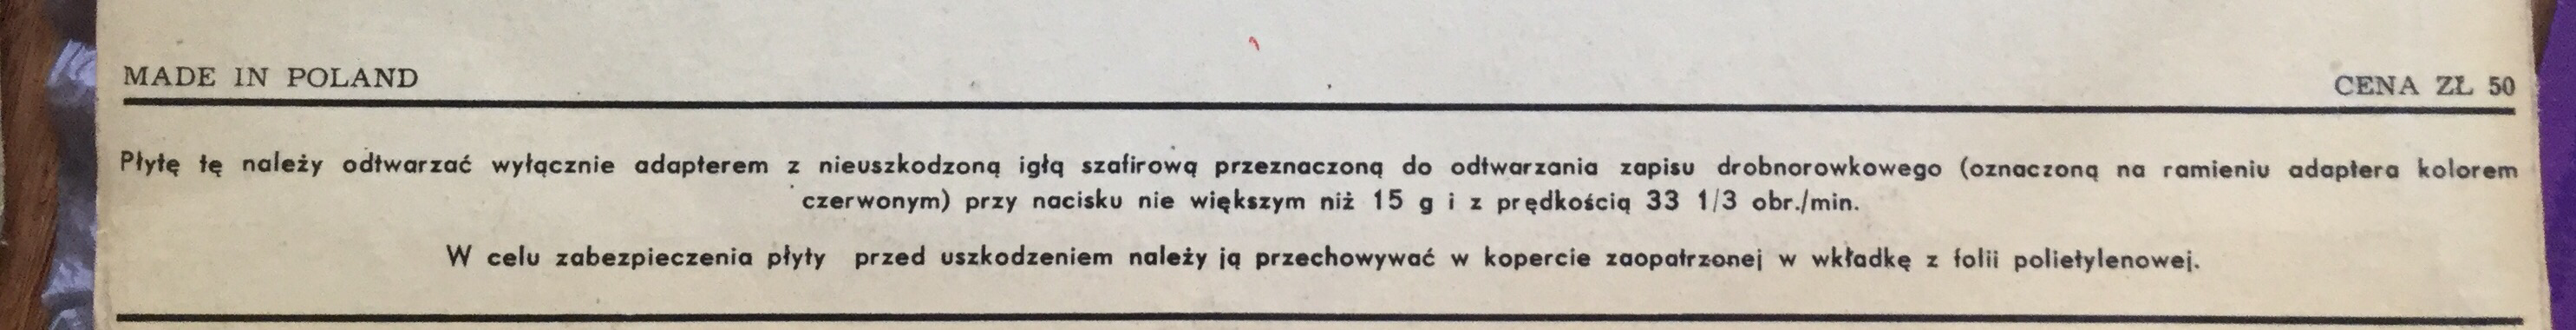 MADE IN POLAND
CENA ZŁ 50
Płytę tę należy odtwarzać wyłącznie adapterem z nieuszkodzoną igłą szafirową przeznaczoną do odtwarzania zapisu drobnorowkowego (oznaczoną na ramieniu adaptera kolorem
czerwonym) przy nacisku nie większym niż 15 g i z prędkością 33 1/3 obr./min.
W celu zabezpieczenia płyty przed uszkodzeniem należy ją przechowywać w kopercie zaopatrzonej w wkładkę z folii polietylenowej.